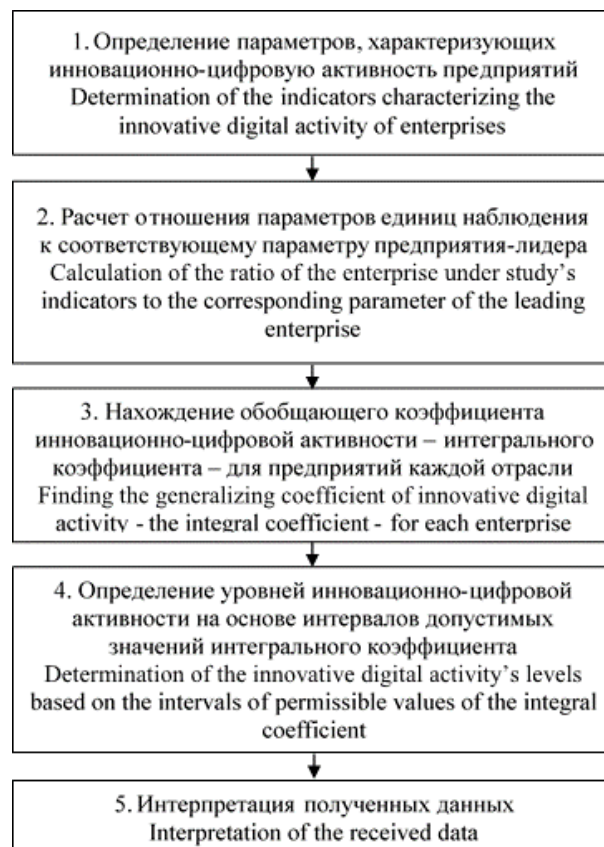 1. Определение параметров, характеризующих
инновационно-цифровую активность предприятий
Determination of the indicators characterizing the
innovative digital activity of enterprises
2. Расчет отношения параметров единиц наблюдения
к соответствующему параметру предприятия-лидера
Calculation of the ratio of the enterprise under study’s
indicators to the corresponding parameter of the leading
enterprise
3. Нахождение обобщающего коэффициента
инновационно-цифровой активности – интегрального
коэффициента – для предприятий каждой отрасли
Finding the generalizing coefficient of innovative digital
activity - the integral coefficient - for each enterprise
4. Определение уровней инновационно-цифровой
активности на основе интервалов допустимых
значений интегрального коэффициента
Determination of the innovative digital activity’s levels
based on the intervals of permissible values of the integral
coefficient
5. Интерпретация полученных данных
Interpretation of the received data